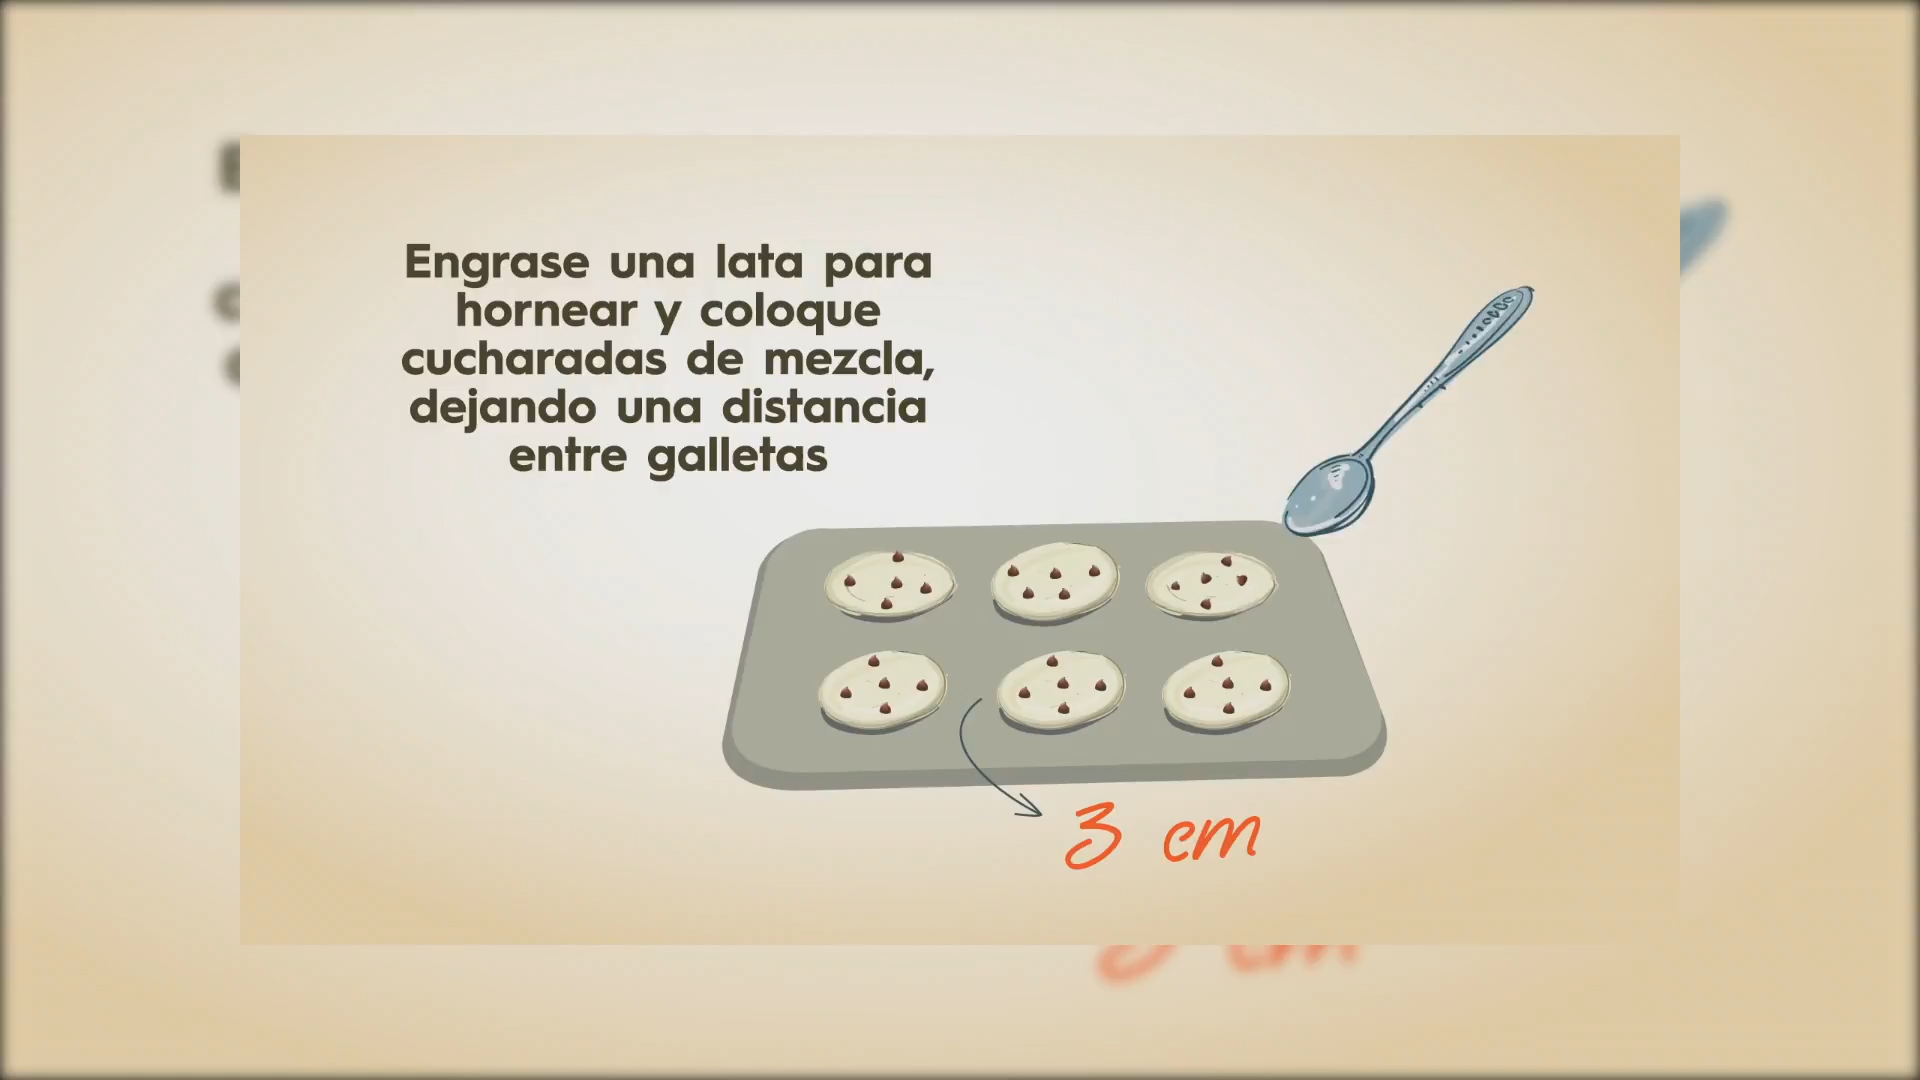 Engrase una lata para
hornear y coloque
cucharadas de mezcla,
dejando una distancia
entre galletas
3 cm